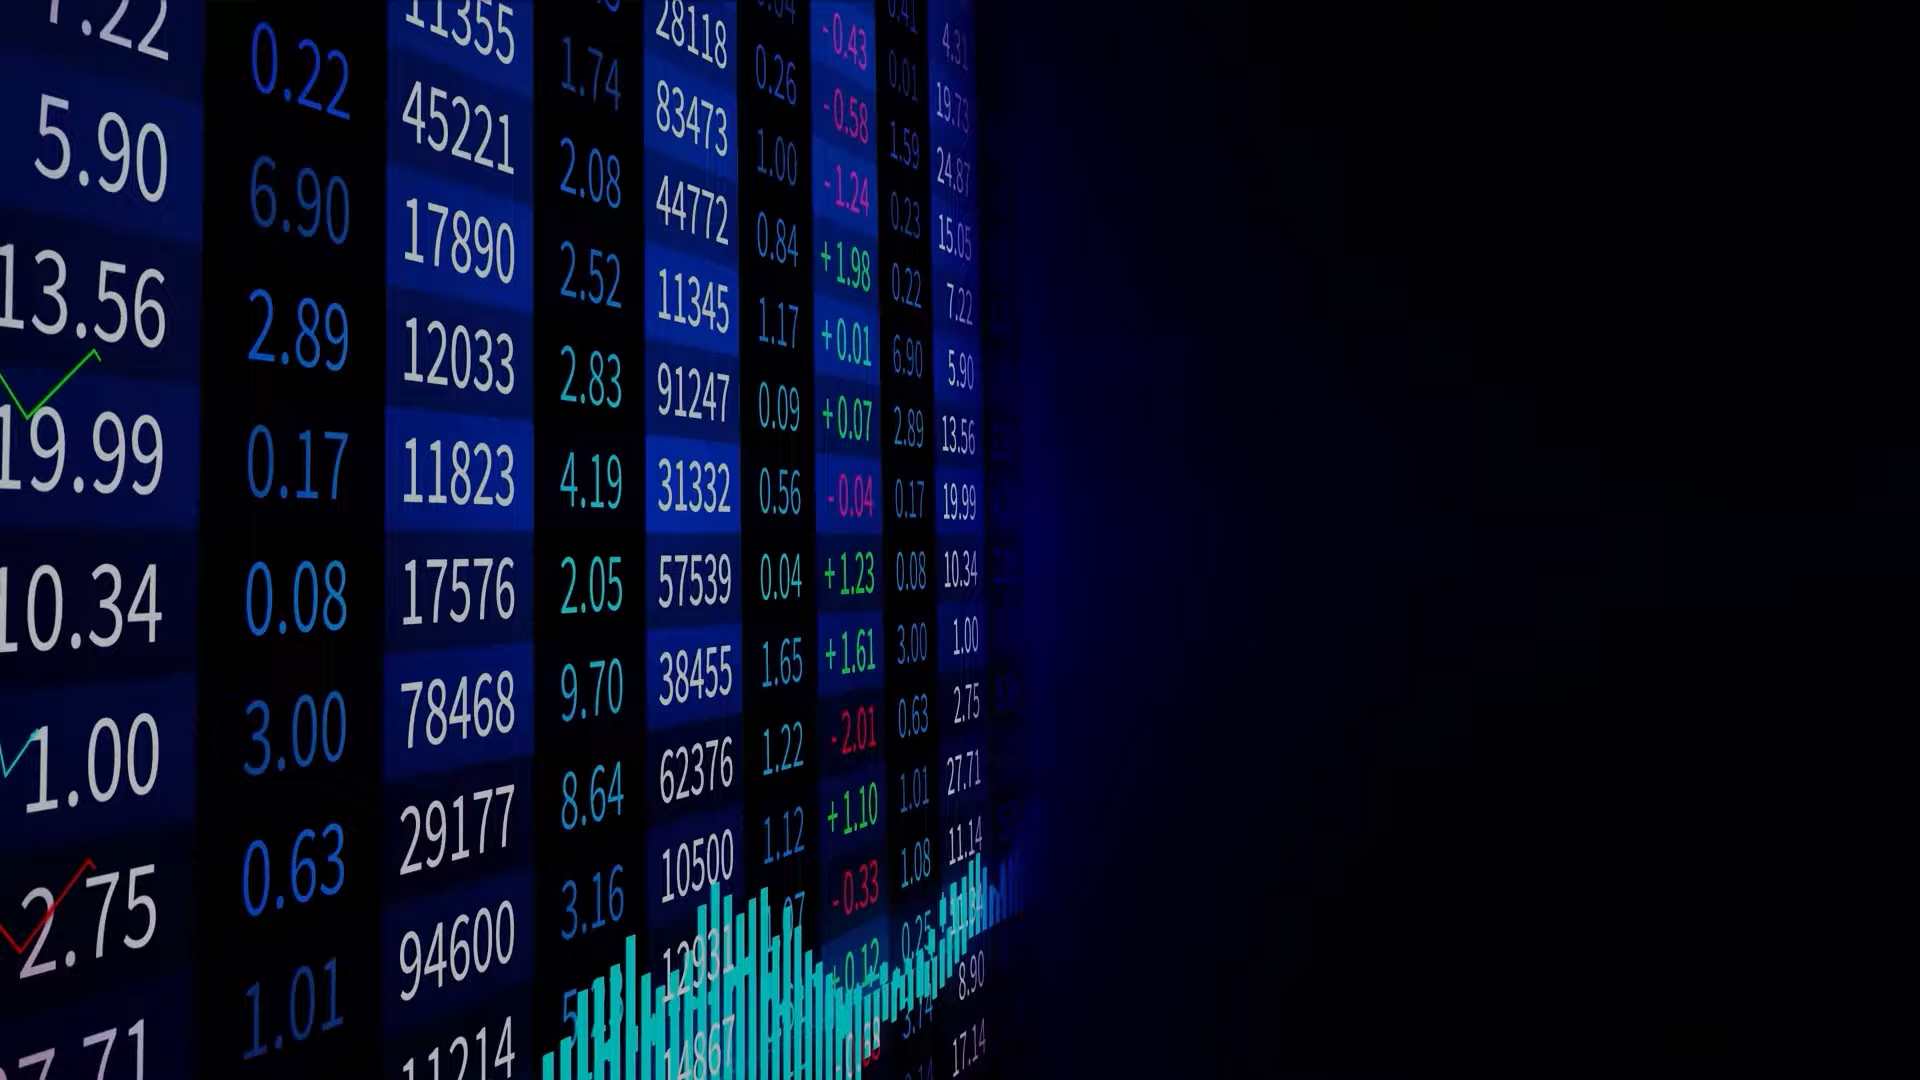 7.22 0.22 11355 1.74 28118 0.26 -0.43 0.01 4.31
5.90 6.90 45221 2.08 83473 1.00 -0.58 1.59 19.73
13.56 2.89 17890 2.52 44772 0.84 -1.24 0.23 24.87
19.99 0.17 12033 2.83 11345 1.17 +1.98 0.22 15.05
10.34 0.08 11823 4.19 91247 0.09 +0.01 6.90 7.22
1.00 3.00 17576 2.05 31332 0.56 +0.07 2.89 5.90
2.75 0.63 78468 9.70 57539 0.04 -0.04 0.17 13.56
1.01 29177 8.64 38455 1.65 +1.23 0.08 19.99
94600 3.16 62376 1.22 +1.61 3.00 10.34
11214 10500 1.12 -2.01 0.63 1.00
12931 +1.10 1.01 2.75
14867 -0.33 1.08 27.71
+0.12 0.25 11.14
8.90
17.14